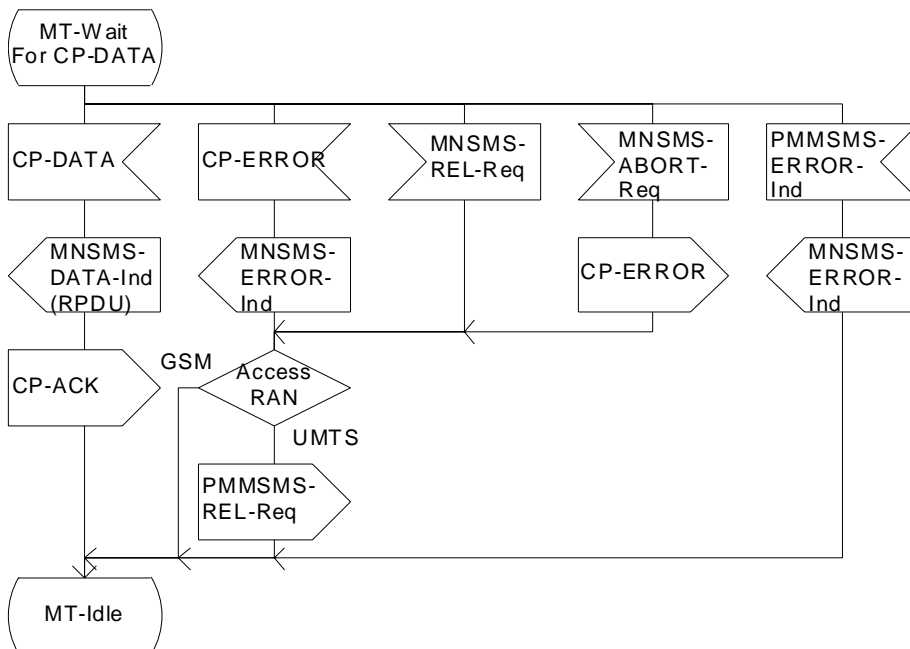 MT-Wait
For CP-DATA
CP-DATA
CP-ERROR
MNSMS-
REL-Req
MNSMS-
ABORT-
Req
PMMSMS-
ERROR-
Ind
MNSMS-
DATA-Ind
(RPDU)
MNSMS-
ERROR-
Ind
CP-ERROR
MNSMS-
ERROR-
Ind
CP-ACK
GSM
Access
RAN
UMTS
PMMSMS-
REL-Req
MT-Idle